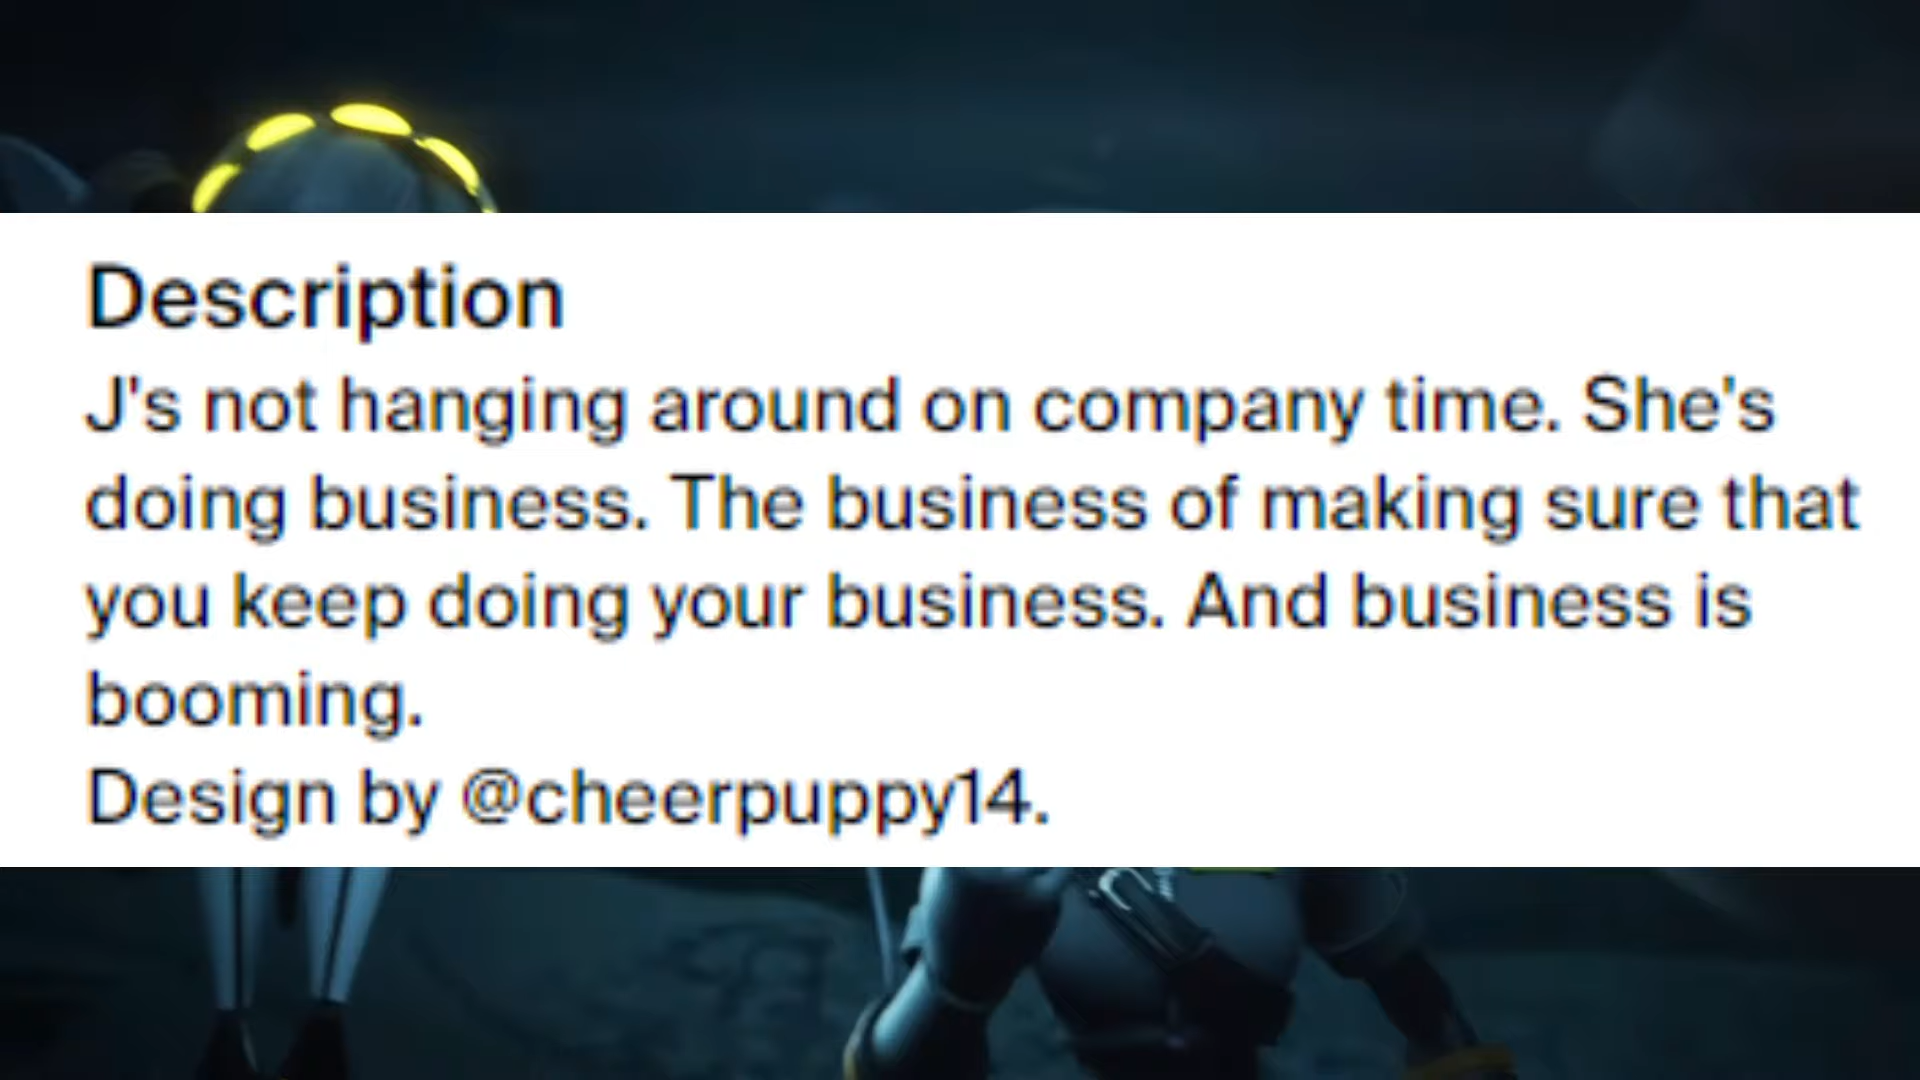 Description
J's not hanging around on company time. She's
doing business. The business of making sure that
you keep doing your business. And business is
booming.
Design by @cheerpuppy14.